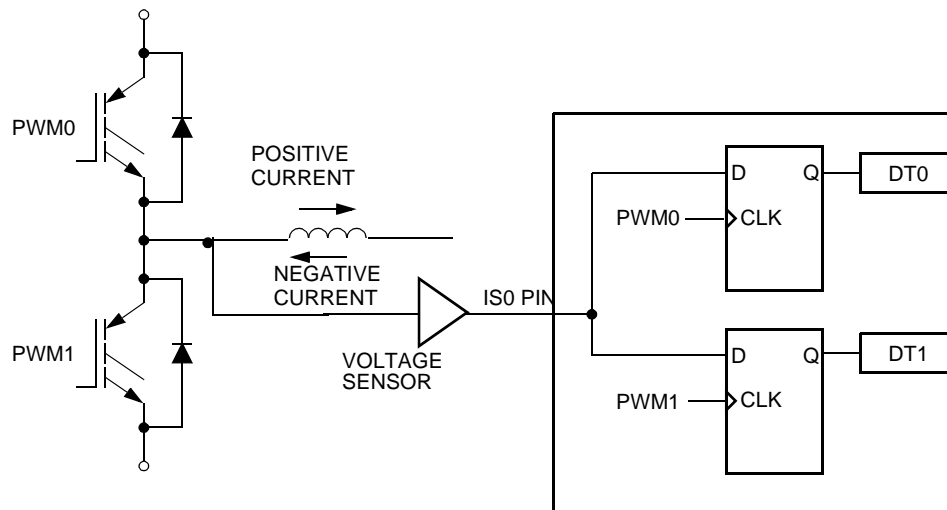 PWM0
POSITIVE
CURRENT
NEGATIVE
CURRENT
PWM1
VOLTAGE
SENSOR
IS0 PIN
D
Q
DT0
PWM0
CLK
D
Q
DT1
PWM1
CLK